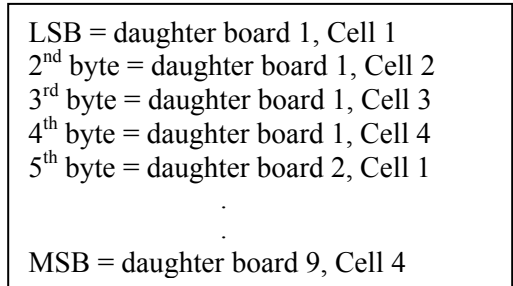 LSB = daughter board 1, Cell 1
2nd byte = daughter board 1, Cell 2
3rd byte = daughter board 1, Cell 3
4th byte = daughter board 1, Cell 4
5th byte = daughter board 2, Cell 1
.
.
MSB = daughter board 9, Cell 4